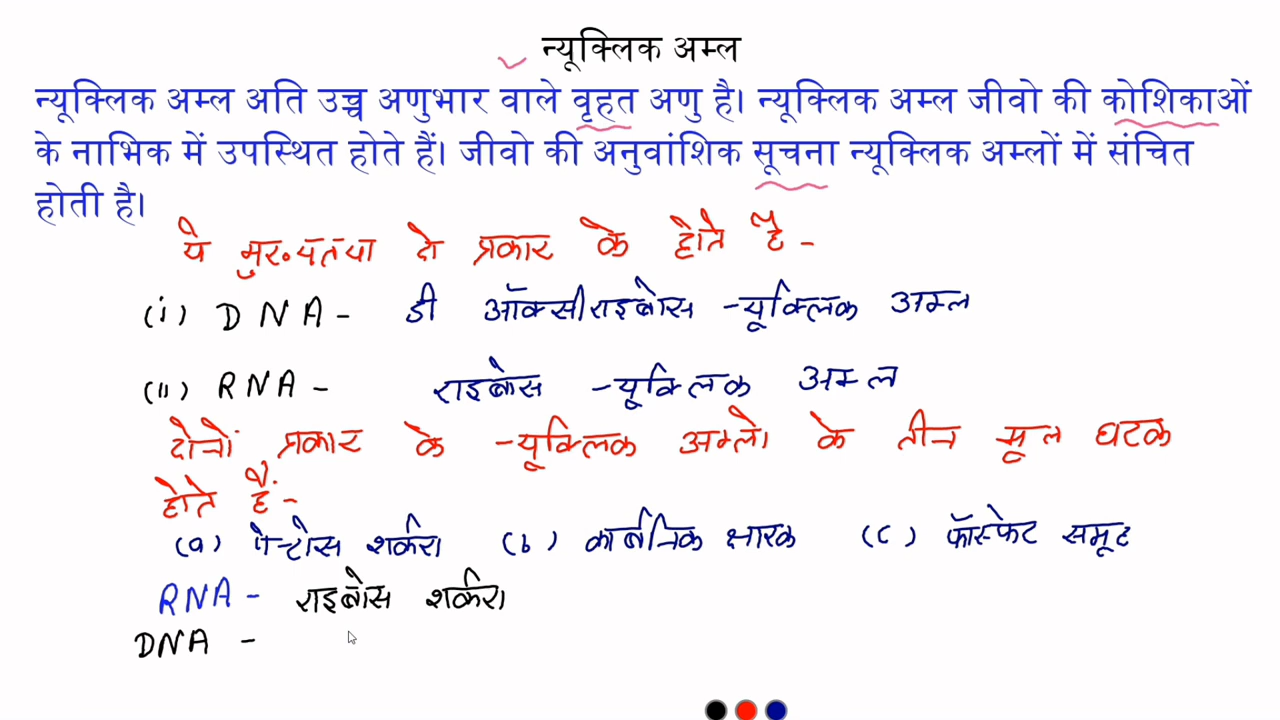 न्यूक्लिक अम्ल
न्यूक्लिक अम्ल अति उच्च अणुभार वाले वृहत अणु है। न्यूक्लिक अम्ल जीवो की कोशिकाओं
के नाभिक में उपस्थित होते हैं। जीवो की अनुवांशिक सूचना न्यूक्लिक अम्लों में संचित
होती है।
ये मुख्यतया दो प्रकार के होते है -
(i) DNA - डी ऑक्सीराइबोस न्यूक्लिक अम्ल
(ii) RNA - राइबोस न्यूक्लिक अम्ल
दोनों प्रकार के न्यूक्लिक अम्लो के तीन मूल घटक
होते हैं -
(a) पेन्टोस शर्करा (b) कार्बनिक क्षारक (c) फॉस्फेट समूह
RNA - राइबोस शर्करा
DNA -